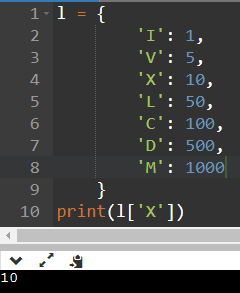 1 l = {
2 'I': 1,
3 'V': 5,
4 'X': 10,
5 'L': 50,
6 'C': 100,
7 'D': 500,
8 'M': 1000
9 }
10 print(l['X'])
10